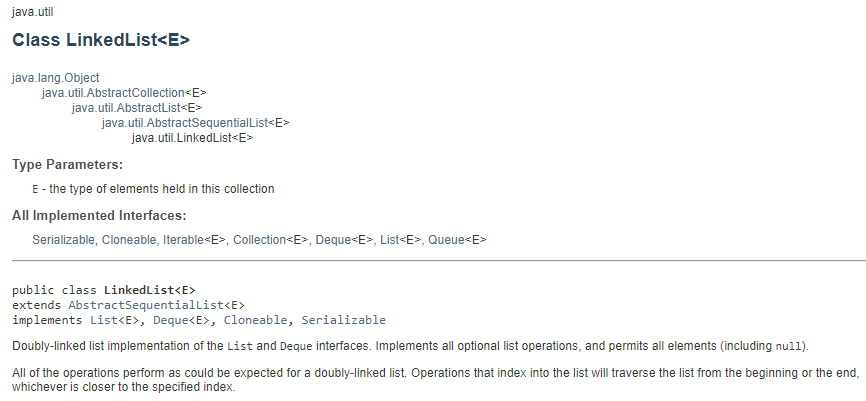 java.util
Class LinkedList<E>
java.lang.Object
java.util.AbstractCollection<E>
java.util.AbstractList<E>
java.util.AbstractSequentialList<E>
java.util.LinkedList<E>
Type Parameters:
E - the type of elements held in this collection
All Implemented Interfaces:
Serializable, Cloneable, Iterable<E>, Collection<E>, Deque<E>, List<E>, Queue<E>
public class LinkedList<E>
extends AbstractSequentialList<E>
implements List<E>, Deque<E>, Cloneable, Serializable
Doubly-linked list implementation of the List and Deque interfaces. Implements all optional list operations, and permits all elements (including null).
All of the operations perform as could be expected for a doubly-linked list. Operations that index into the list will traverse the list from the beginning or the end,
whichever is closer to the specified index.